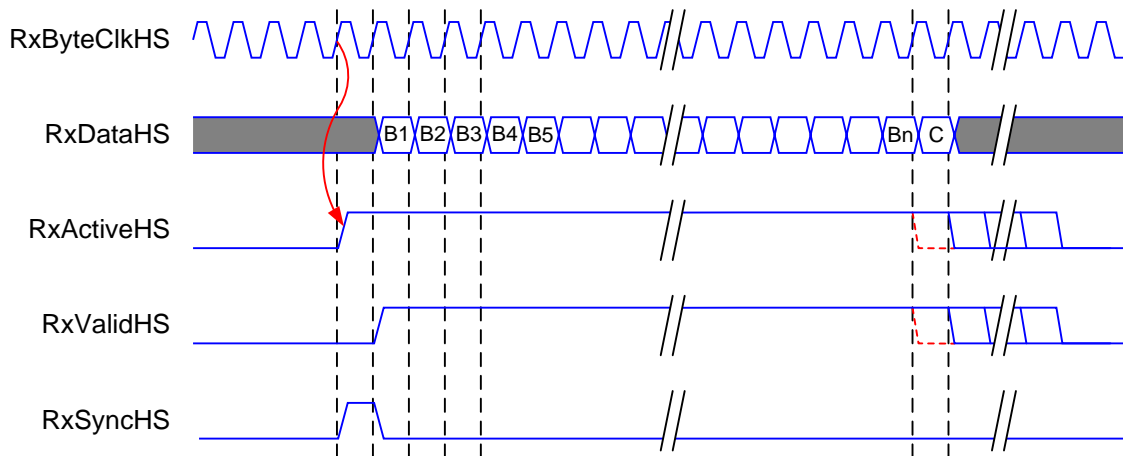 RxByteClkHS
RxDataHS B1 B2 B3 B4 B5 Bn C
RxActiveHS
RxValidHS
RxSyncHS